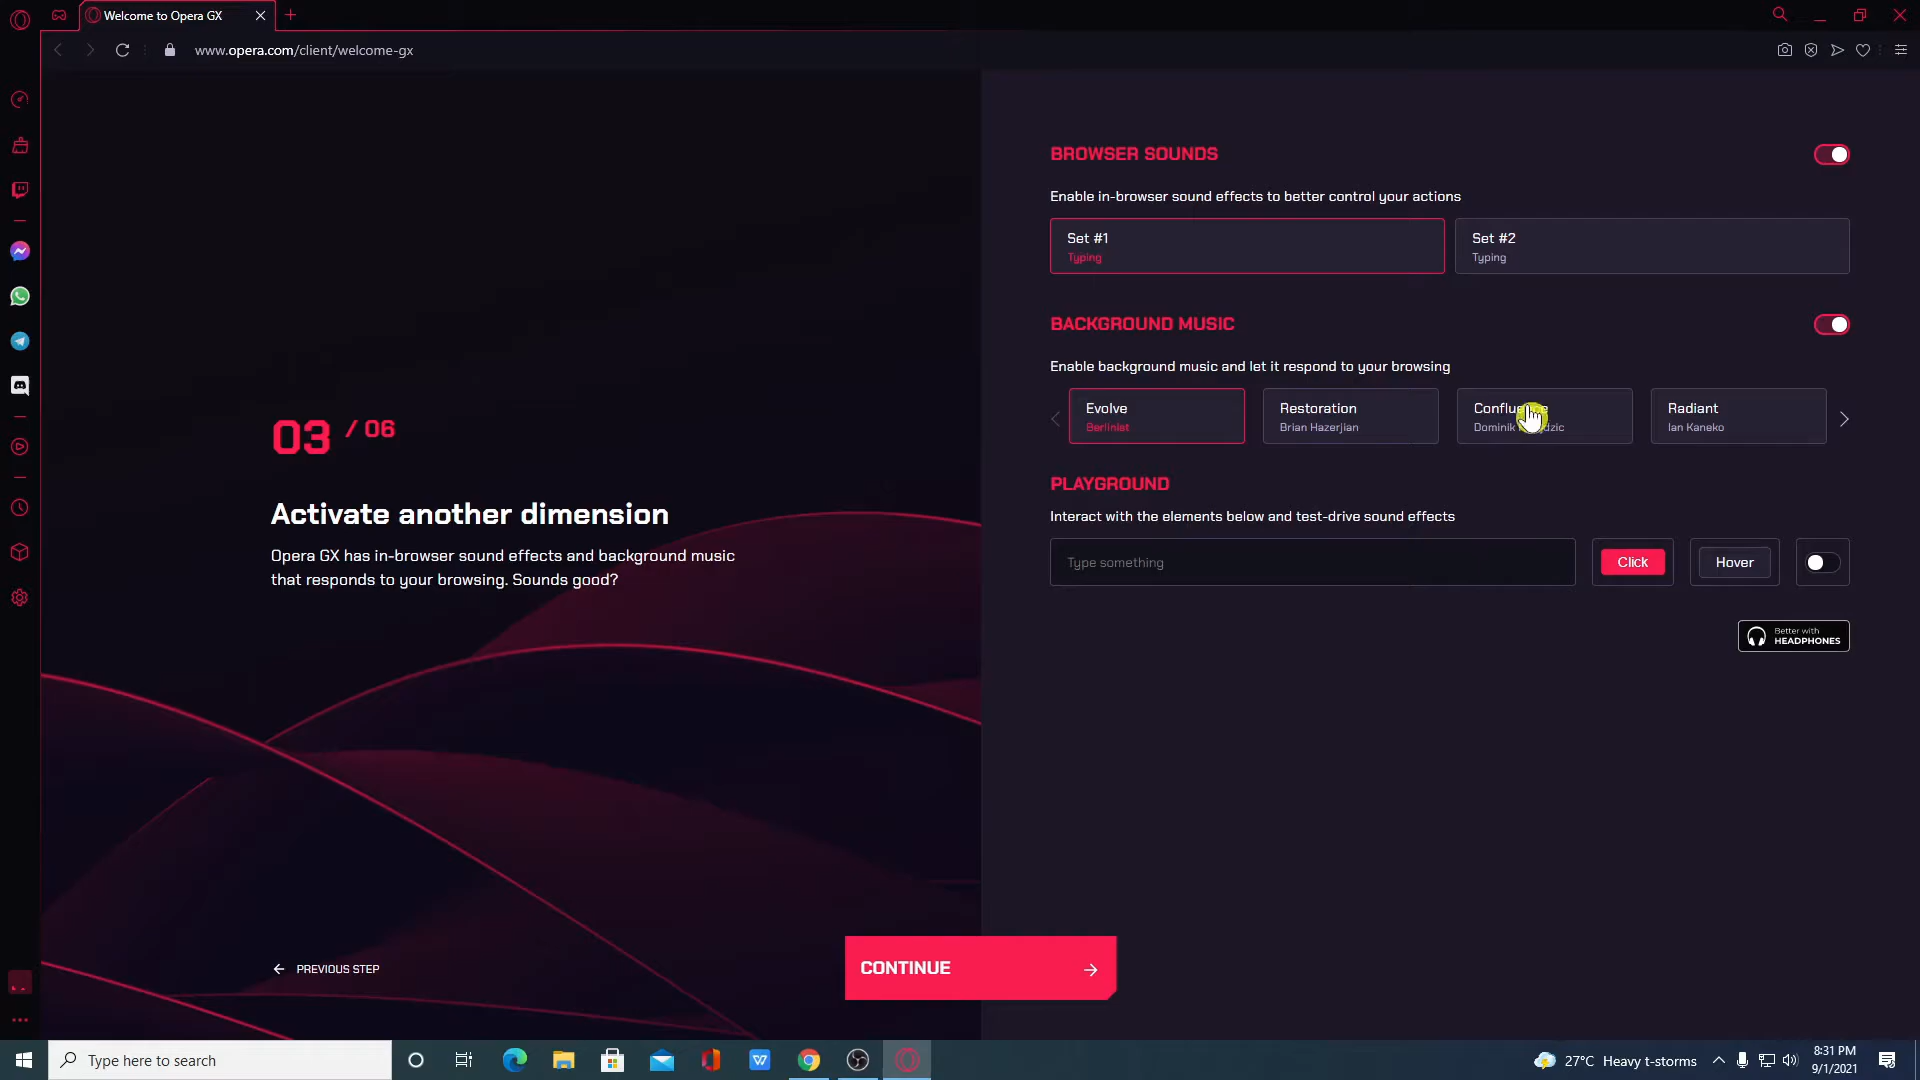 Welcome to Opera GX
www.opera.com/client/welcome-gx
03 / 06
Activate another dimension
Opera GX has in-browser sound effects and background music
that responds to your browsing. Sounds good?
PREVIOUS STEP
CONTINUE
BROWSER SOUNDS
Enable in-browser sound effects to better control your actions
Set #1
Typing
Set #2
Typing
BACKGROUND MUSIC
Enable background music and let it respond to your browsing
Evolve
Berlinist
Restoration
Brian Hazerjian
Dominik
Radiant
Ian Kaneko
PLAYGROUND
Interact with the elements below and test-drive sound effects
Type something
Click
Hover
Better with
HEADPHONES
Type here to search
27°C Heavy t-storms
8:31 PM
9/1/2021